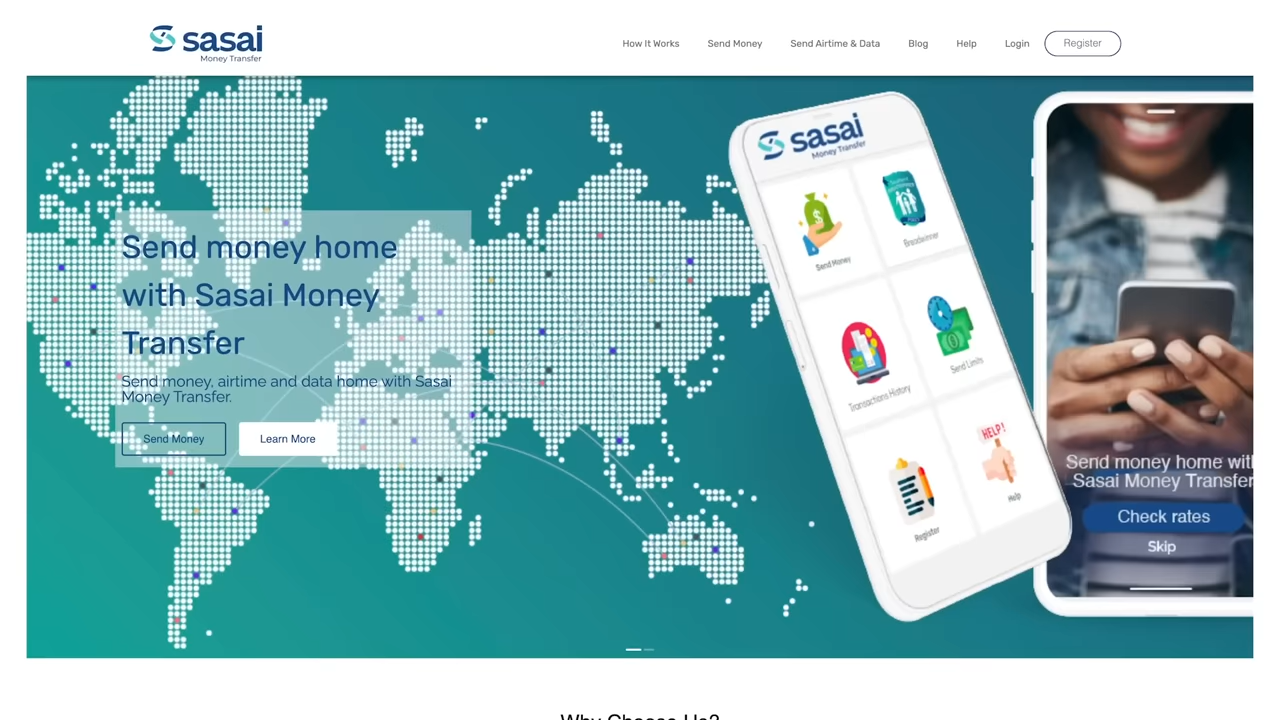 sasai
Money Transfer
How It Works
Send Money
Send Airtime & Data
Blog
Help
Login
Register
Send money home
with Sasai Money
Transfer
Send money, airtime and data home with Sasai
Money Transfer.
Send Money
Learn More
sasai
Money Transfer
Send Money
Breadwinner
Transactions History
Send Limits
HELP!
Register
Help
Send money home wit
Sasai Money Transfer
Check rates
Skip
Why Choose Us?